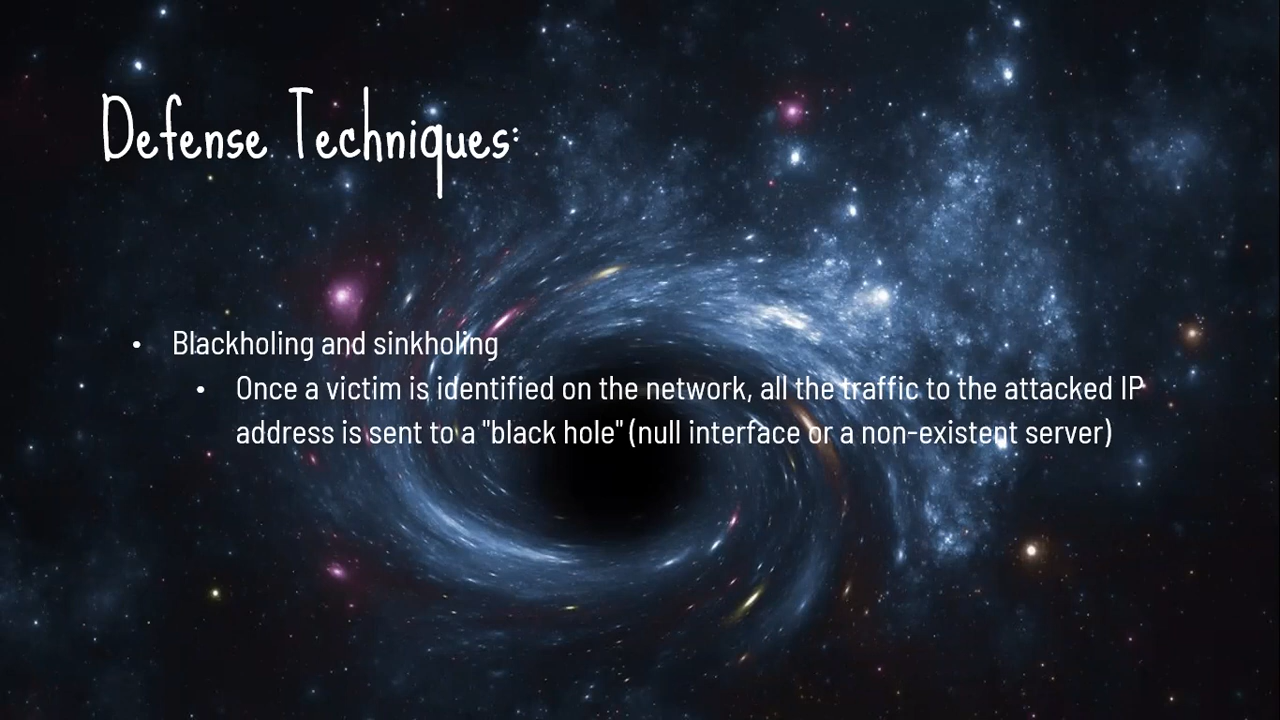 Defense Techniques:
• Blackholing and sinkholing
• Once a victim is identified on the network, all the traffic to the attacked IP
address is sent to a "black hole" (null interface or a non-existent server)